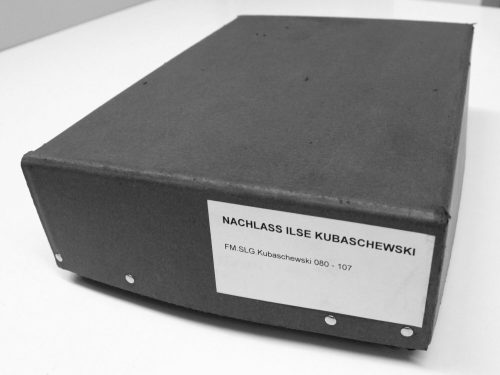 NACHLASS ILSE KUBASCHEWSKI
FM.SLG.Kubaschewski 080 - 107